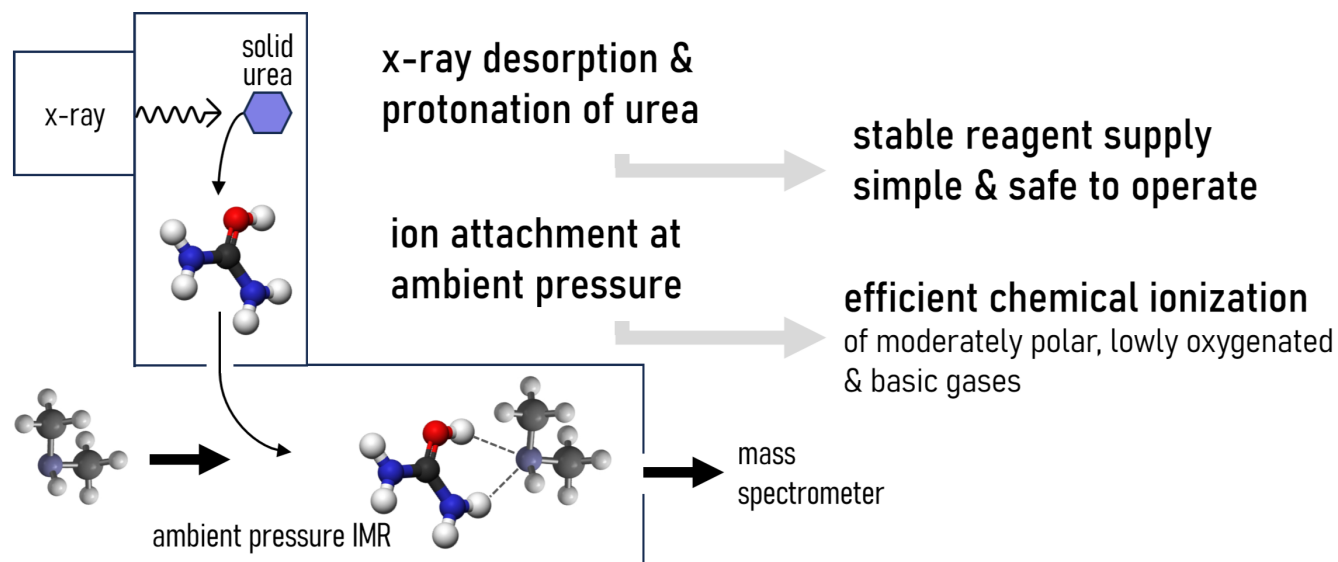 solid
urea
x-ray
x-ray desorption &
protonation of urea
stable reagent supply
simple & safe to operate
ion attachment at
ambient pressure
efficient chemical ionization
of moderately polar, lowly oxygenated
& basic gases
mass
spectrometer
ambient pressure IMR